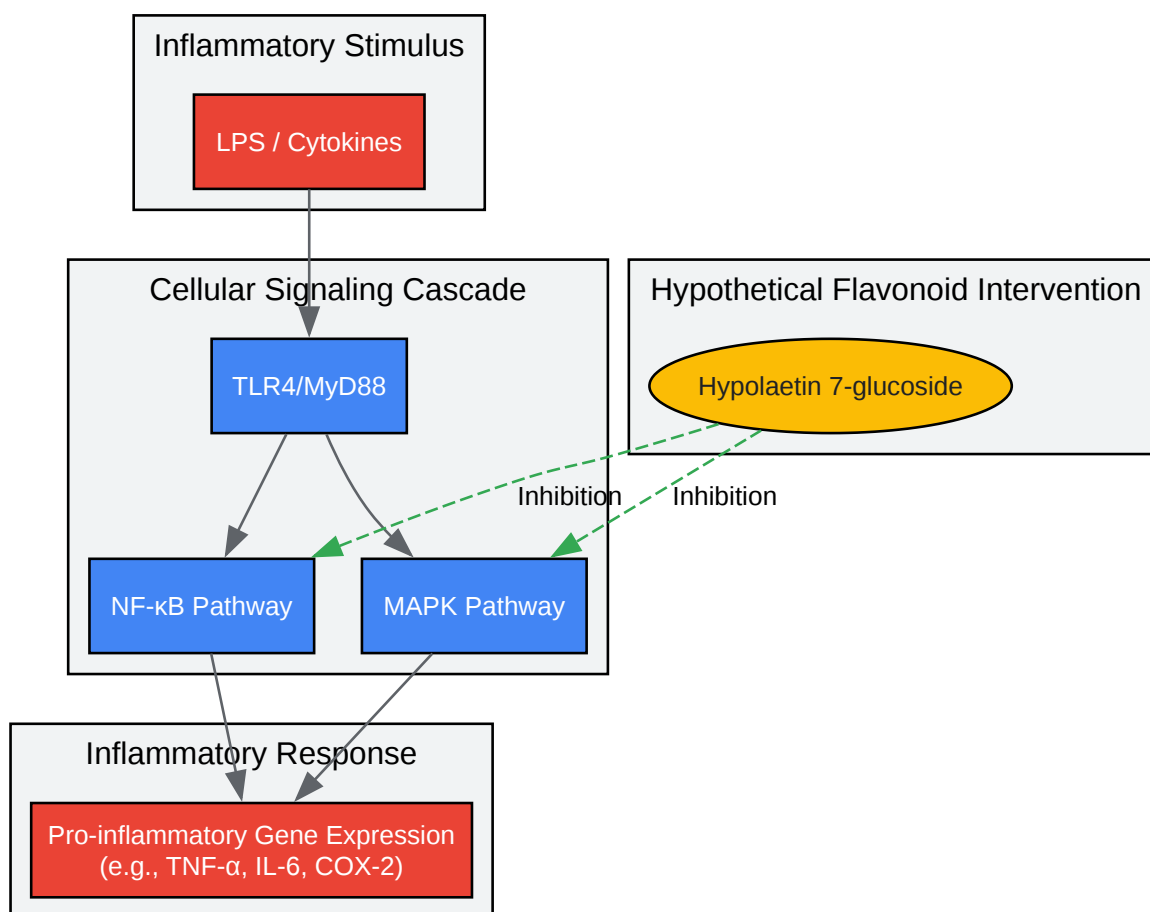 Inflammatory Stimulus
LPS / Cytokines
Cellular Signaling Cascade
Hypothetical Flavonoid Intervention
TLR4/MyD88
Hypolaetin 7-glucoside
Inhibition
Inhibition
NF-κB Pathway
MAPK Pathway
Inflammatory Response
Pro-inflammatory Gene Expression
(e.g., TNF-α, IL-6, COX-2)